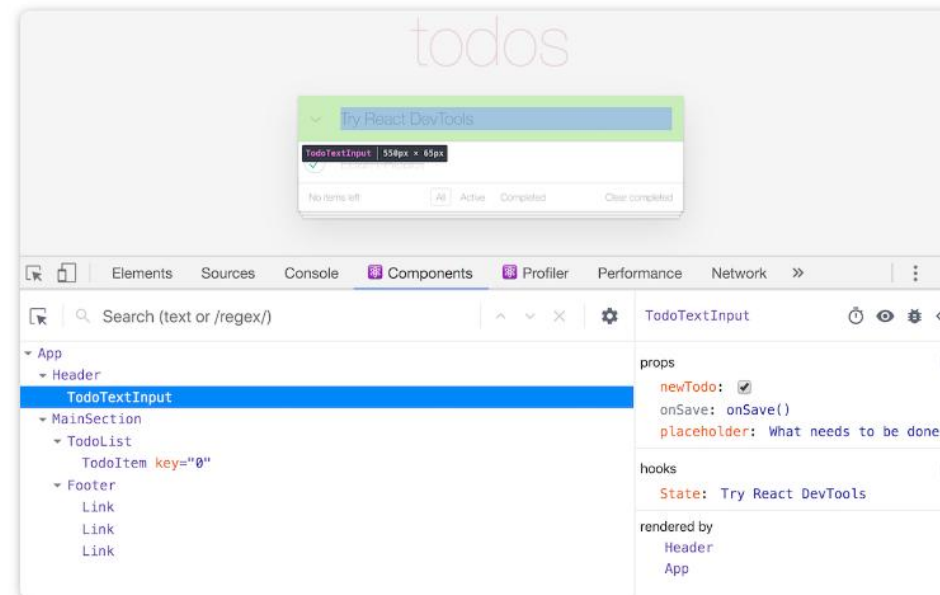 todos
Try React DevTools
TodoTextInput | 550px × 65px
No items left All Active Completed Clear completed
Elements Sources Console Components Profiler Performance Network »
Search (text or /regex/)
TodoTextInput
App
Header
TodoTextInput
MainSection
TodoList
TodoItem key="0"
Footer
Link
Link
Link
props
newTodo:
onSave: onSave()
placeholder: What needs to be done
hooks
State: Try React DevTools
rendered by
Header
App